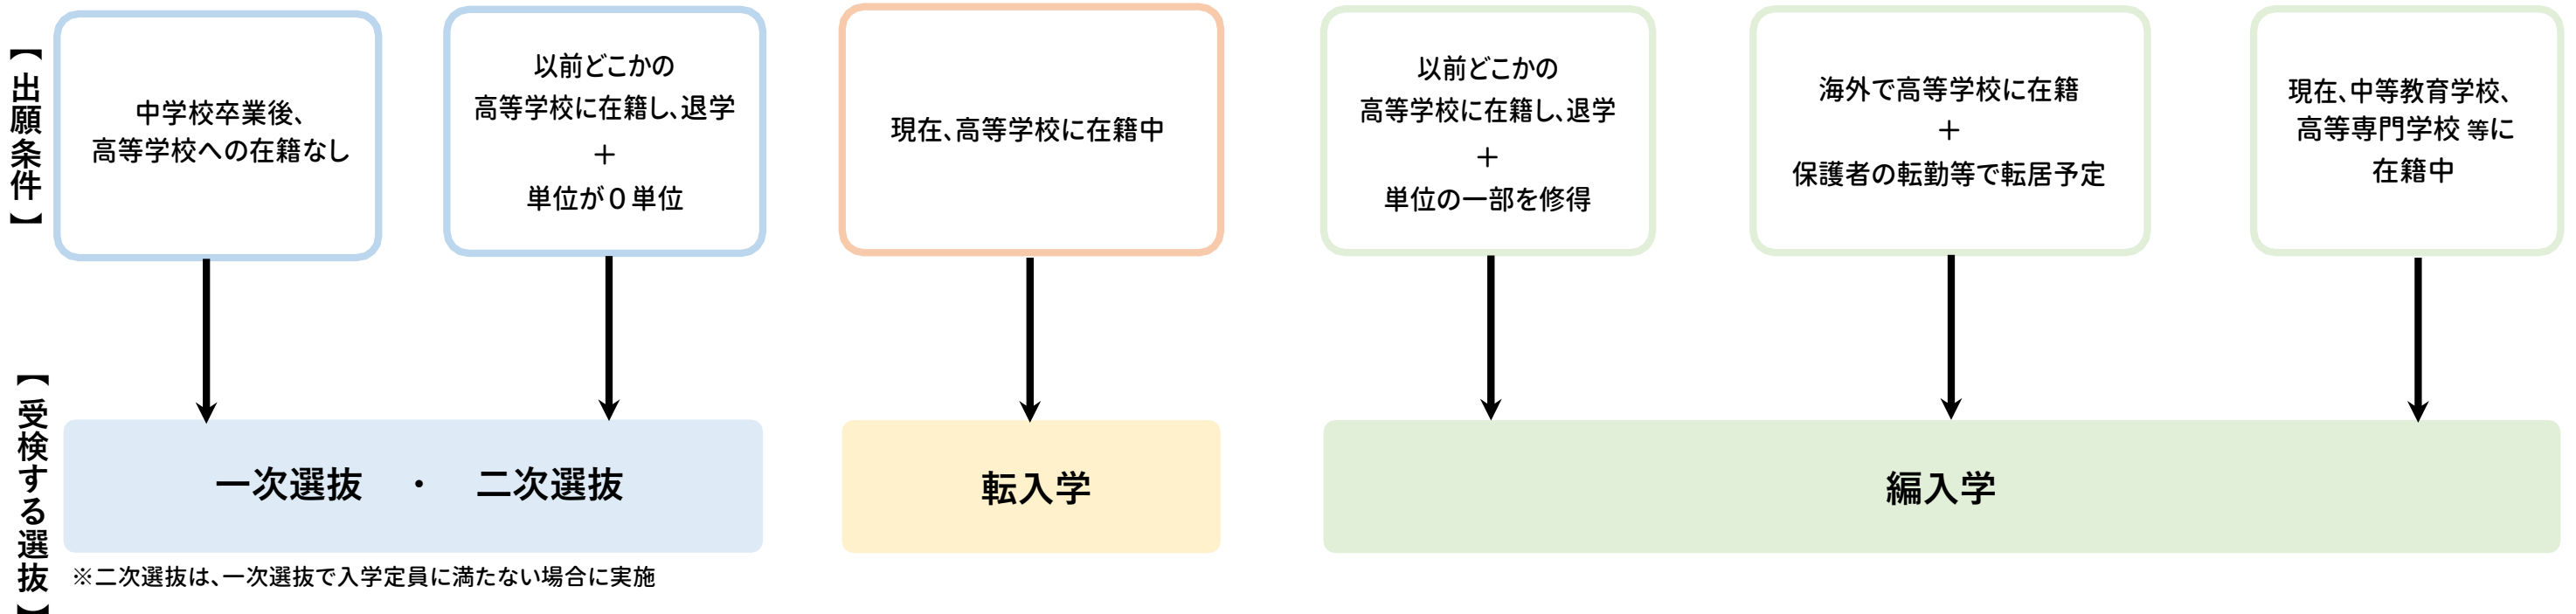 【出願条件】
中学校卒業後、
高等学校への在籍なし
以前どこかの
高等学校に在籍し、退学
＋
単位が０単位
現在、高等学校に在籍中
以前どこかの
高等学校に在籍し、退学
＋
単位の一部を修得
海外で高等学校に在籍
＋
保護者の転勤等で転居予定
現在、中等教育学校、
高等専門学校 等に
在籍中
【受検する選抜】
一次選抜　・　二次選抜
転入学
編入学
※二次選抜は、一次選抜で入学定員に満たない場合に実施